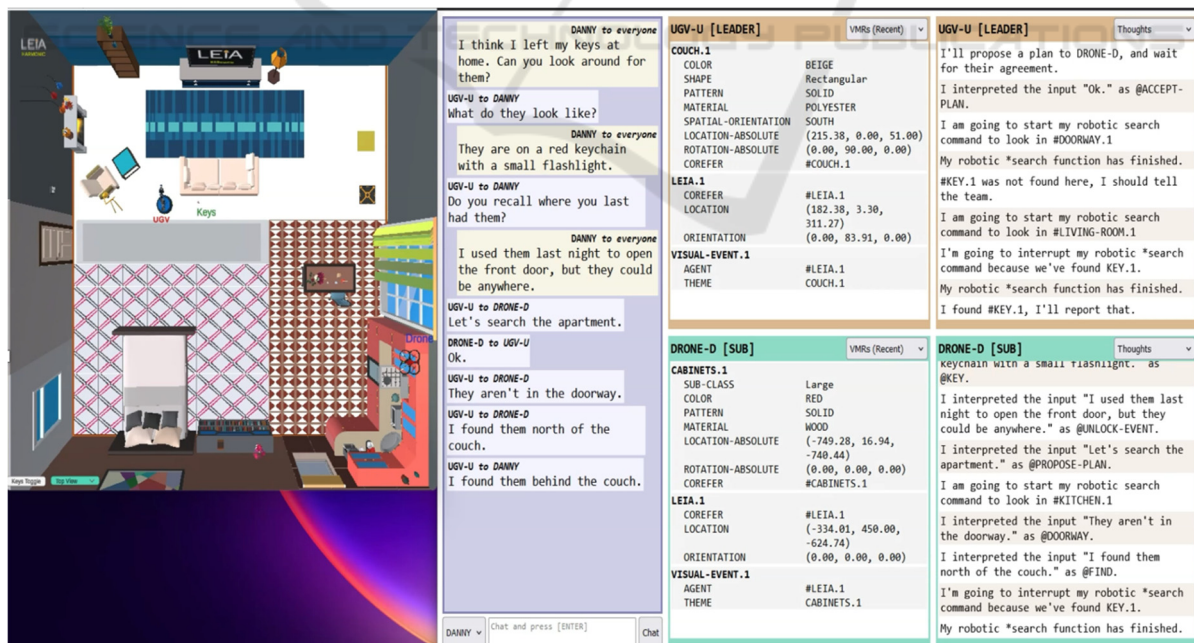 SCIENCE AND TECHNOLOGY PUBLICATIONS
LEIA
LEIA
UGV
Keys
Drone
Keys Toggle
Top View
DANNY to everyone
I think I left my keys at
home. Can you look around for
them?
UGV-U to DANNY
What do they look like?
DANNY to everyone
They are on a red keychain
with a small flashlight.
UGV-U to DANNY
Do you recall where you last
had them?
DANNY to everyone
I used them last night to open
the front door, but they could
be anywhere.
UGV-U to DRONE-D
Let's search the apartment.
DRONE-D to UGV-U
Ok.
UGV-U to DRONE-D
They aren't in the doorway.
UGV-U to DRONE-D
I found them north of the
couch.
UGV-U to DANNY
I found them behind the couch.
DANNY
Chat and press [ENTER]
Chat
UGV-U [LEADER]
VMRs (Recent)
COUCH.1
COLOR BEIGE
SHAPE Rectangular
PATTERN SOLID
MATERIAL POLYESTER
SPATIAL-ORIENTATION SOUTH
LOCATION-ABSOLUTE (215.38, 0.00, 51.00)
ROTATION-ABSOLUTE (0.00, 90.00, 0.00)
COREFER #COUCH.1
LEIA.1
COREFER #LEIA.1
LOCATION (182.38, 3.30,
311.27)
ORIENTATION (0.00, 83.91, 0.00)
VISUAL-EVENT.1
AGENT #LEIA.1
THEME COUCH.1
UGV-U [LEADER]
Thoughts
I'll propose a plan to DRONE-D, and wait
for their agreement.
I interpreted the input "Ok." as @ACCEPT-
PLAN.
I am going to start my robotic search
command to look in #DOORWAY.1
My robotic *search function has finished.
#KEY.1 was not found here, I should tell
the team.
I am going to start my robotic search
command to look in #LIVING-ROOM.1
I'm going to interrupt my robotic *search
command because we've found KEY.1.
My robotic *search function has finished.
I found #KEY.1, I'll report that.
DRONE-D [SUB]
VMRs (Recent)
CABINETS.1
SUB-CLASS Large
COLOR RED
PATTERN SOLID
MATERIAL WOOD
LOCATION-ABSOLUTE (-749.28, 16.94,
-740.44)
ROTATION-ABSOLUTE (0.00, 0.00, 0.00)
COREFER #CABINETS.1
LEIA.1
COREFER #LEIA.1
LOCATION (-334.01, 450.00,
-624.74)
ORIENTATION (0.00, 0.00, 0.00)
VISUAL-EVENT.1
AGENT #LEIA.1
THEME CABINETS.1
DRONE-D [SUB]
Thoughts
keychain with a small flashlight." as
@KEY.
I interpreted the input "I used them last
night to open the front door, but they
could be anywhere." as @UNLOCK-EVENT.
I interpreted the input "Let's search the
apartment." as @PROPOSE-PLAN.
I am going to start my robotic search
command to look in #KITCHEN.1
I interpreted the input "They aren't in
the doorway." as @DOORWAY.
I interpreted the input "I found them
north of the couch." as @FIND.
I'm going to interrupt my robotic *search
command because we've found KEY.1.
My robotic *search function has finished.